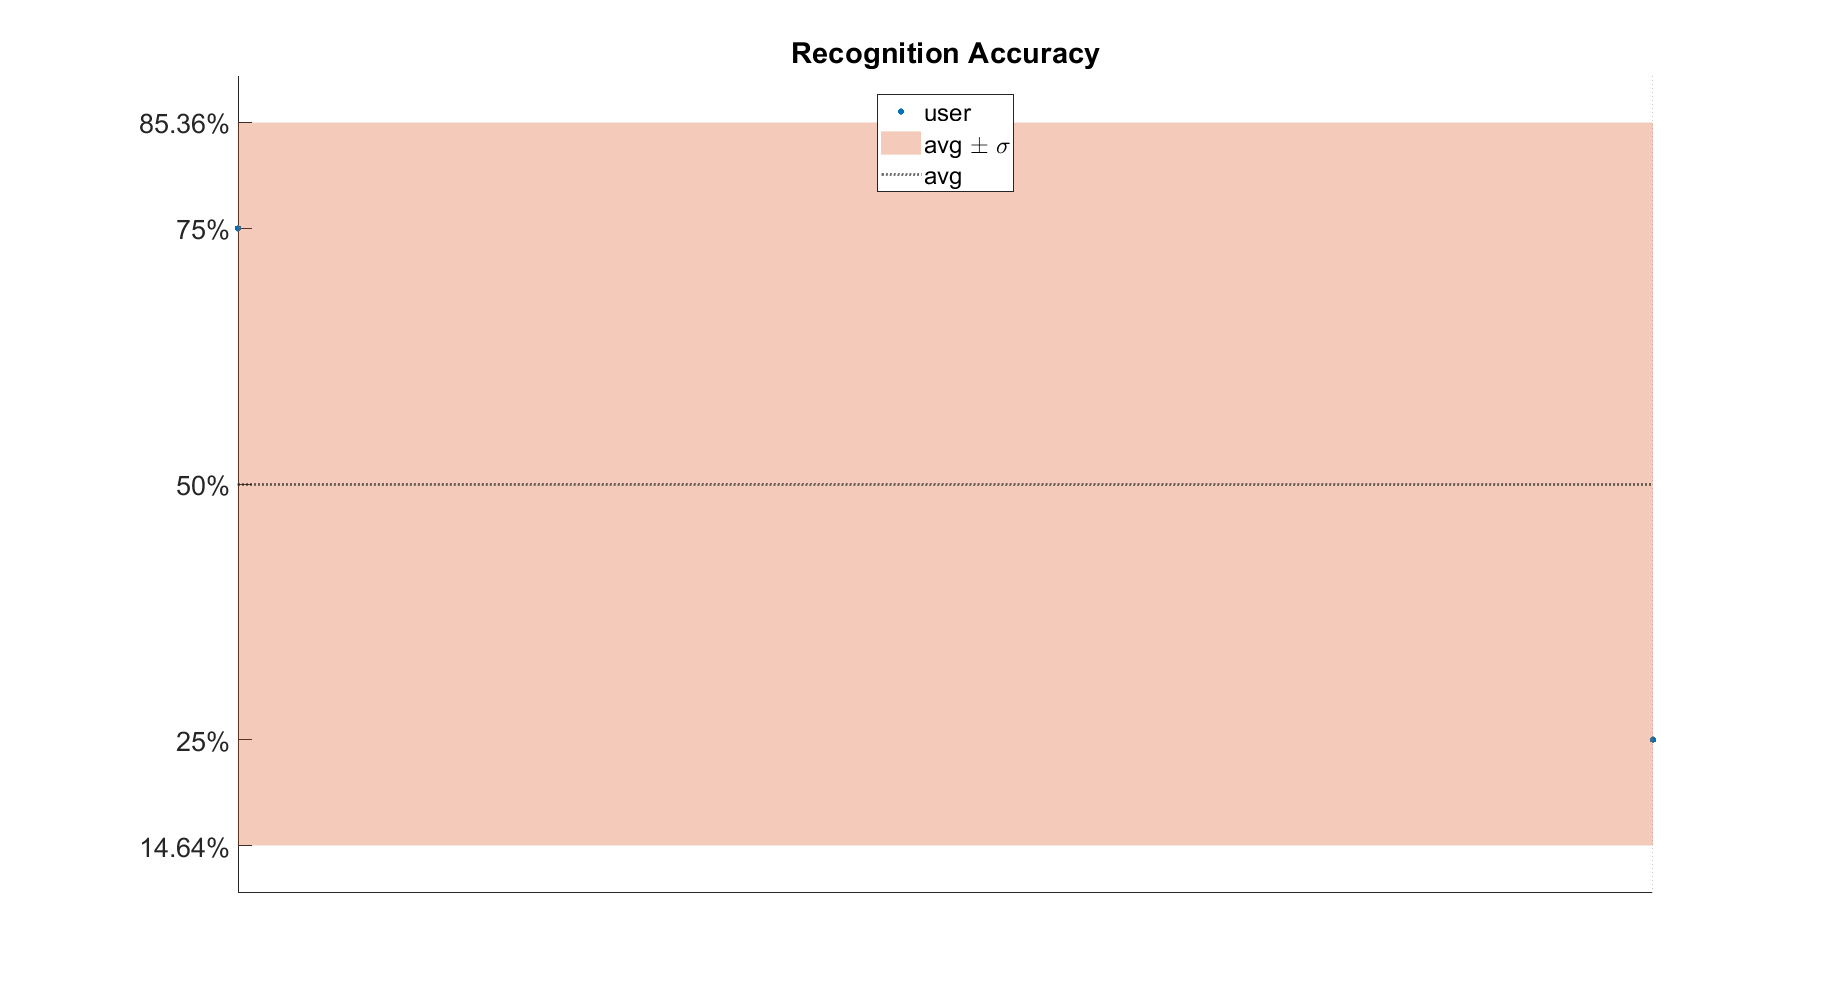 Recognition Accuracy
85.36%
75%
50%
25%
14.64%
user
avg ± σ
avg